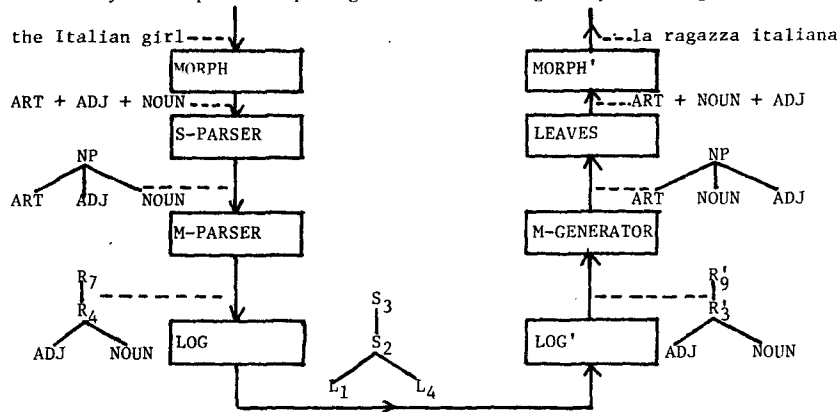 the Italian girl
la ragazza italiana
MORPH
MORPH'
ART + ADJ + NOUN
ART + NOUN + ADJ
S-PARSER
LEAVES
NP
NP
ART ADJ NOUN
ART NOUN ADJ
M-PARSER
M-GENERATOR
R7
R'9
S3
R4
R'3
ADJ NOUN
LOG
S2
LOG'
ADJ NOUN
L1 L4